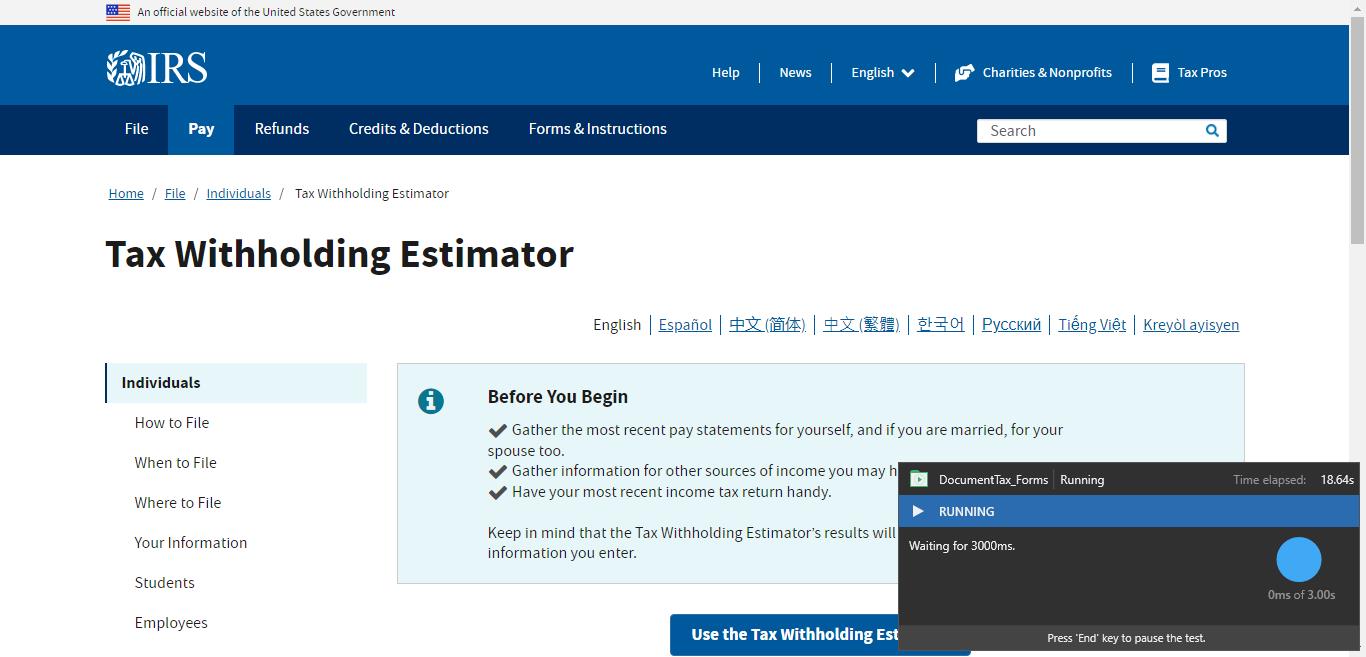 An official website of the United States Government
IRS
Help
News
English
Charities & Nonprofits
Tax Pros
File
Pay
Refunds
Credits & Deductions
Forms & Instructions
Search
Home / File / Individuals / Tax Withholding Estimator
Tax Withholding Estimator
English | Español | 中文 (简体) | 中文 (繁體) | 한국어 | Русский | Tiếng Việt | Kreyòl ayisyen
Individuals
How to File
When to File
Where to File
Your Information
Students
Employees
Before You Begin
Gather the most recent pay statements for yourself, and if you are married, for your
spouse too.
Gather information for other sources of income you may
Have your most recent income tax return handy.
Keep in mind that the Tax Withholding Estimator's results will
information you enter.
Use the Tax Withholding
DocumentTax_Forms Running
Time elapsed: 18.64s
RUNNING
Waiting for 3000ms.
0ms of 3.00s
Press 'End' key to pause the test.